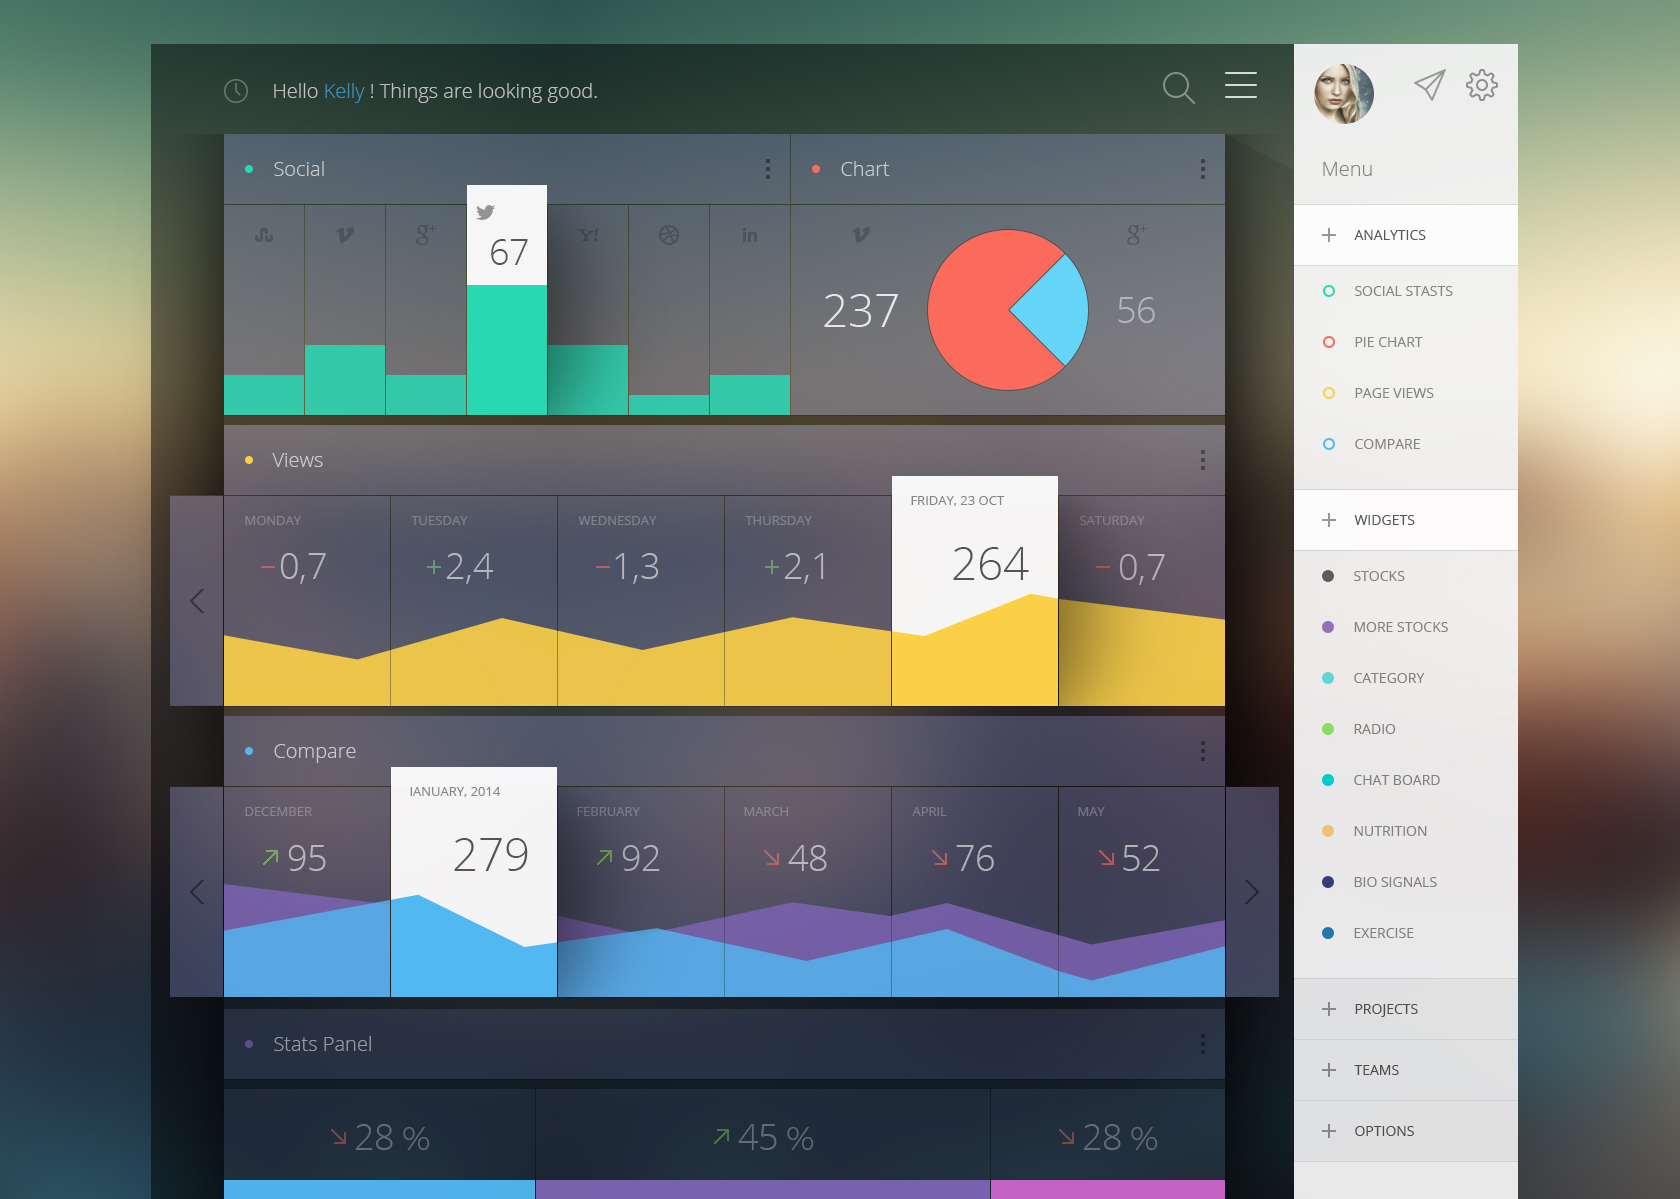 Hello Kelly ! Things are looking good.
Social
67
Chart
237
56
Views
MONDAY
−0,7
TUESDAY
+2,4
WEDNESDAY
−1,3
THURSDAY
+2,1
FRIDAY, 23 OCT
264
SATURDAY
− 0,7
Compare
DECEMBER
95
IANUARY, 2014
279
FEBRUARY
92
MARCH
48
APRIL
76
MAY
52
Stats Panel
28 %
45 %
28 %
Menu
ANALYTICS
SOCIAL STASTS
PIE CHART
PAGE VIEWS
COMPARE
WIDGETS
STOCKS
MORE STOCKS
CATEGORY
RADIO
CHAT BOARD
NUTRITION
BIO SIGNALS
EXERCISE
PROJECTS
TEAMS
OPTIONS